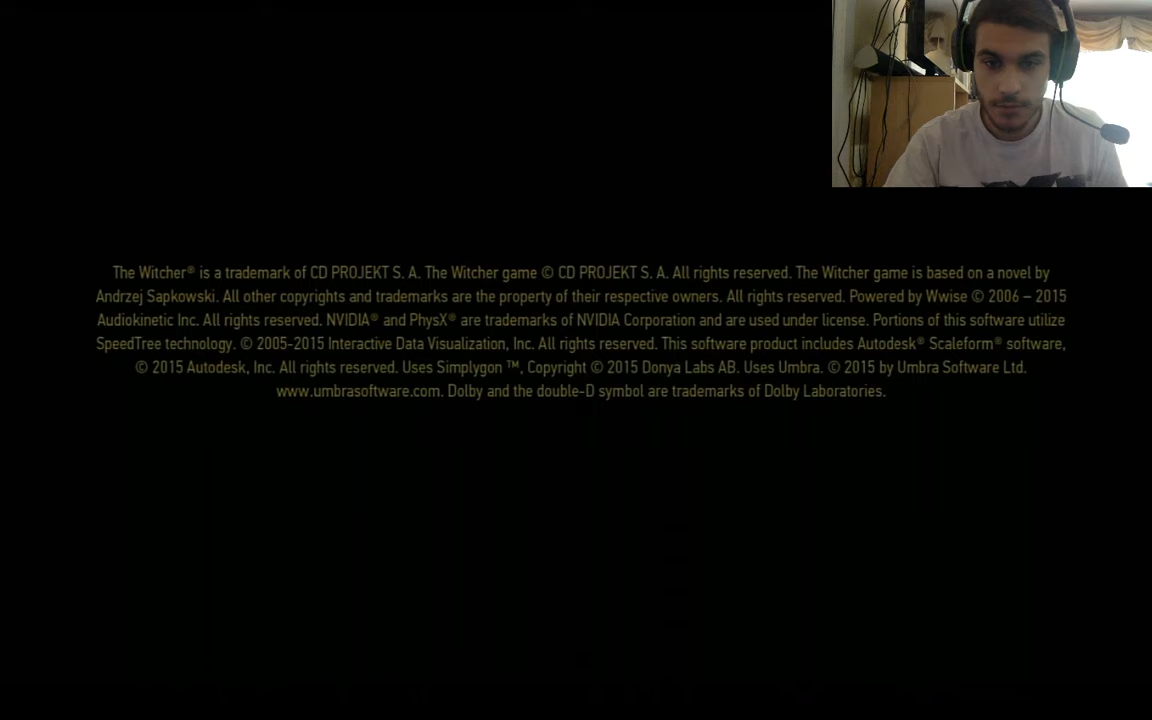 The Witcher® is a trademark of CD PROJEKT S. A. The Witcher game © CD PROJEKT S. A. All rights reserved. The Witcher game is based on a novel by
Andrzej Sapkowski. All other copyrights and trademarks are the property of their respective owners. All rights reserved. Powered by Wwise © 2006 – 2015
Audiokinetic Inc. All rights reserved. NVIDIA® and PhysX® are trademarks of NVIDIA Corporation and are used under license. Portions of this software utilize
SpeedTree technology. © 2005-2015 Interactive Data Visualization, Inc. All rights reserved. This software product includes Autodesk® Scaleform® software,
© 2015 Autodesk, Inc. All rights reserved. Uses Simplygon ™, Copyright © 2015 Donya Labs AB. Uses Umbra. © 2015 by Umbra Software Ltd.
www.umbrasoftware.com. Dolby and the double-D symbol are trademarks of Dolby Laboratories.